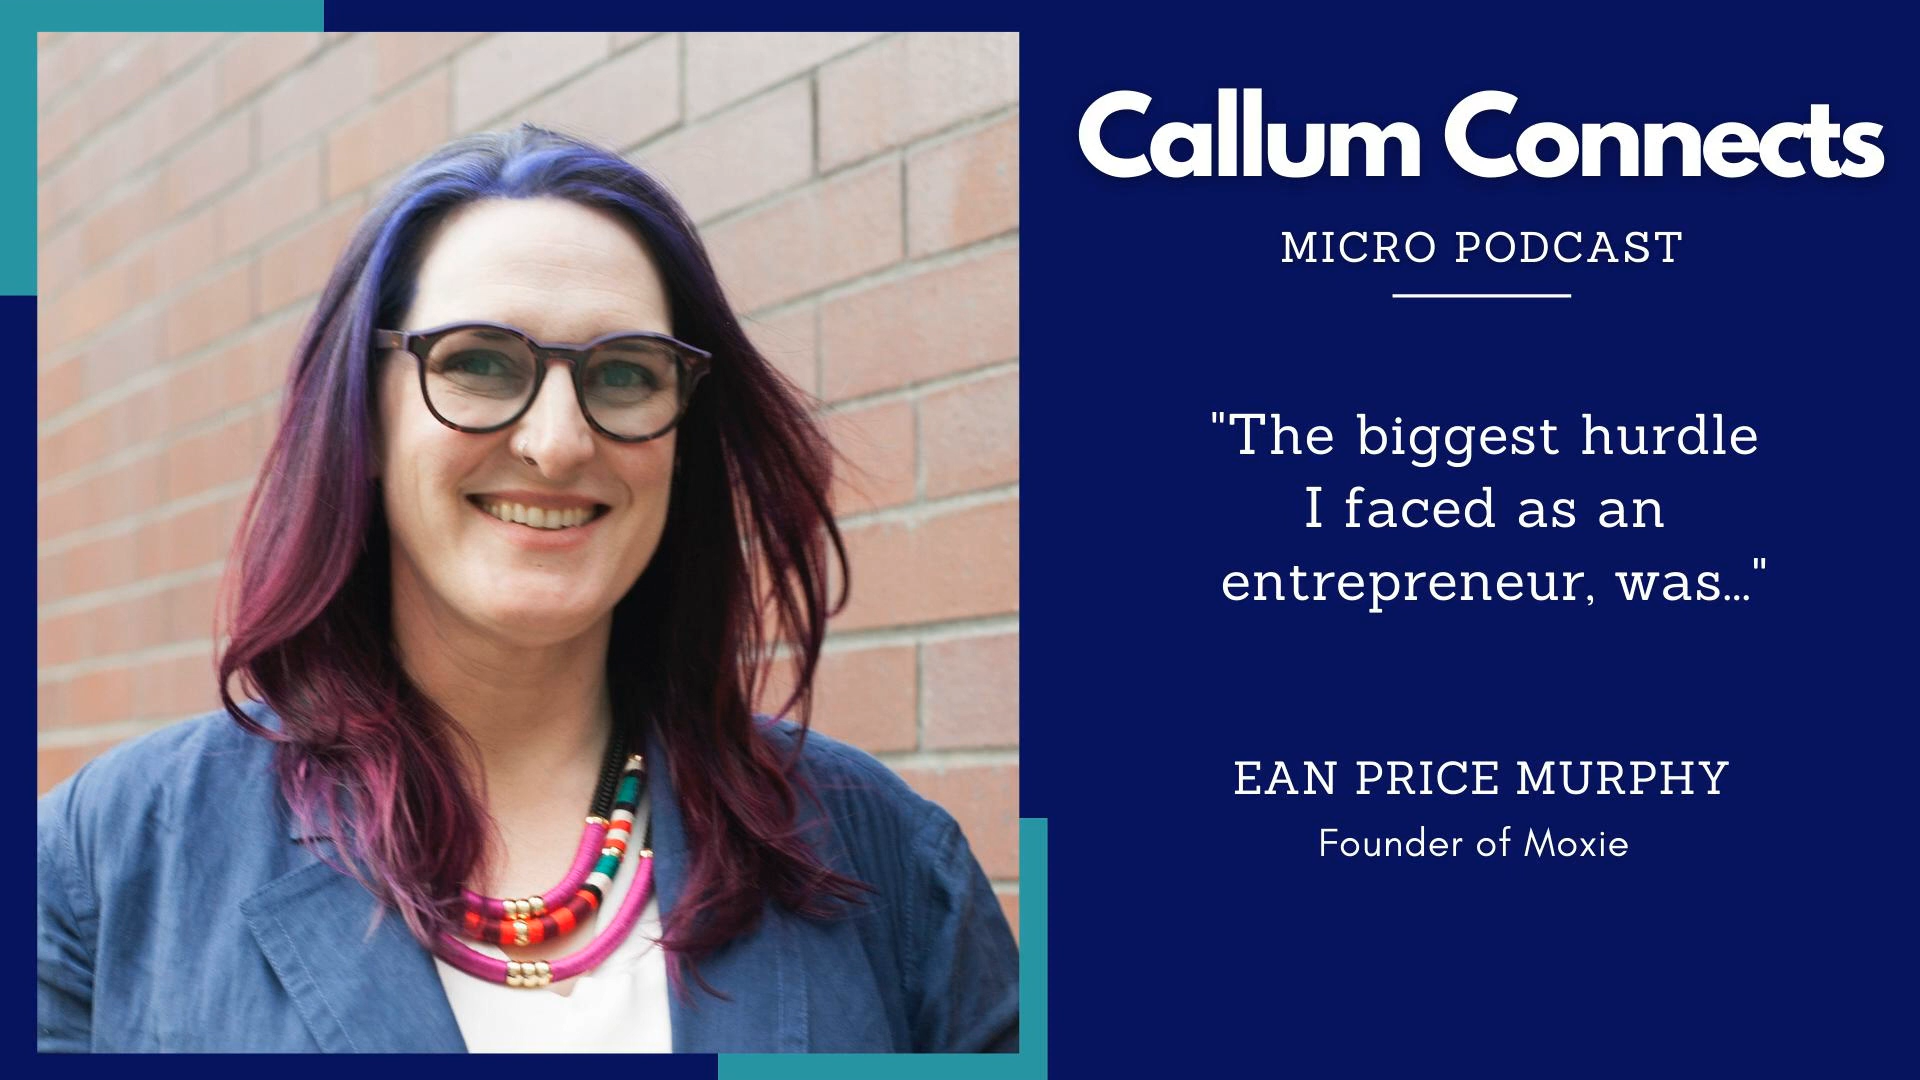 Callum Connects
MICRO PODCAST
"The biggest hurdle
I faced as an
entrepreneur, was..."
EAN PRICE MURPHY
Founder of Moxie